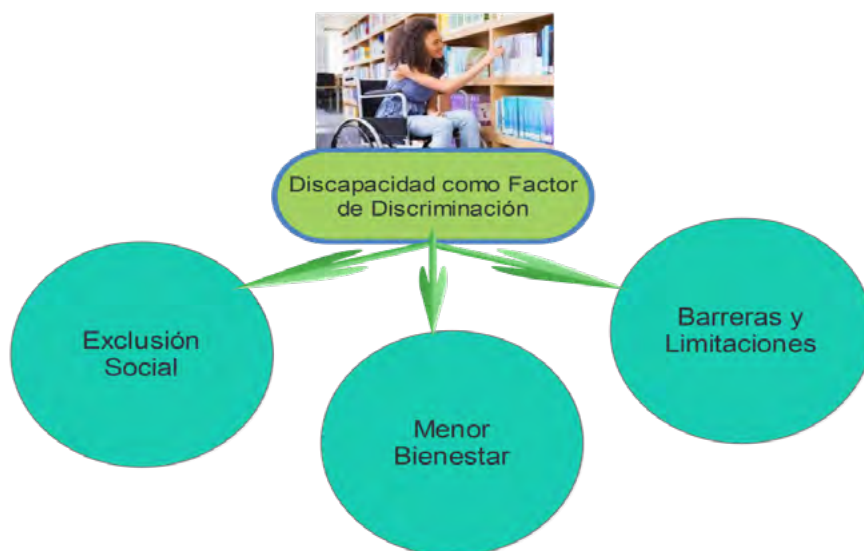 Discapacidad como Factor
de Discriminación
Exclusión
Social
Menor
Bienestar
Barreras y
Limitaciones